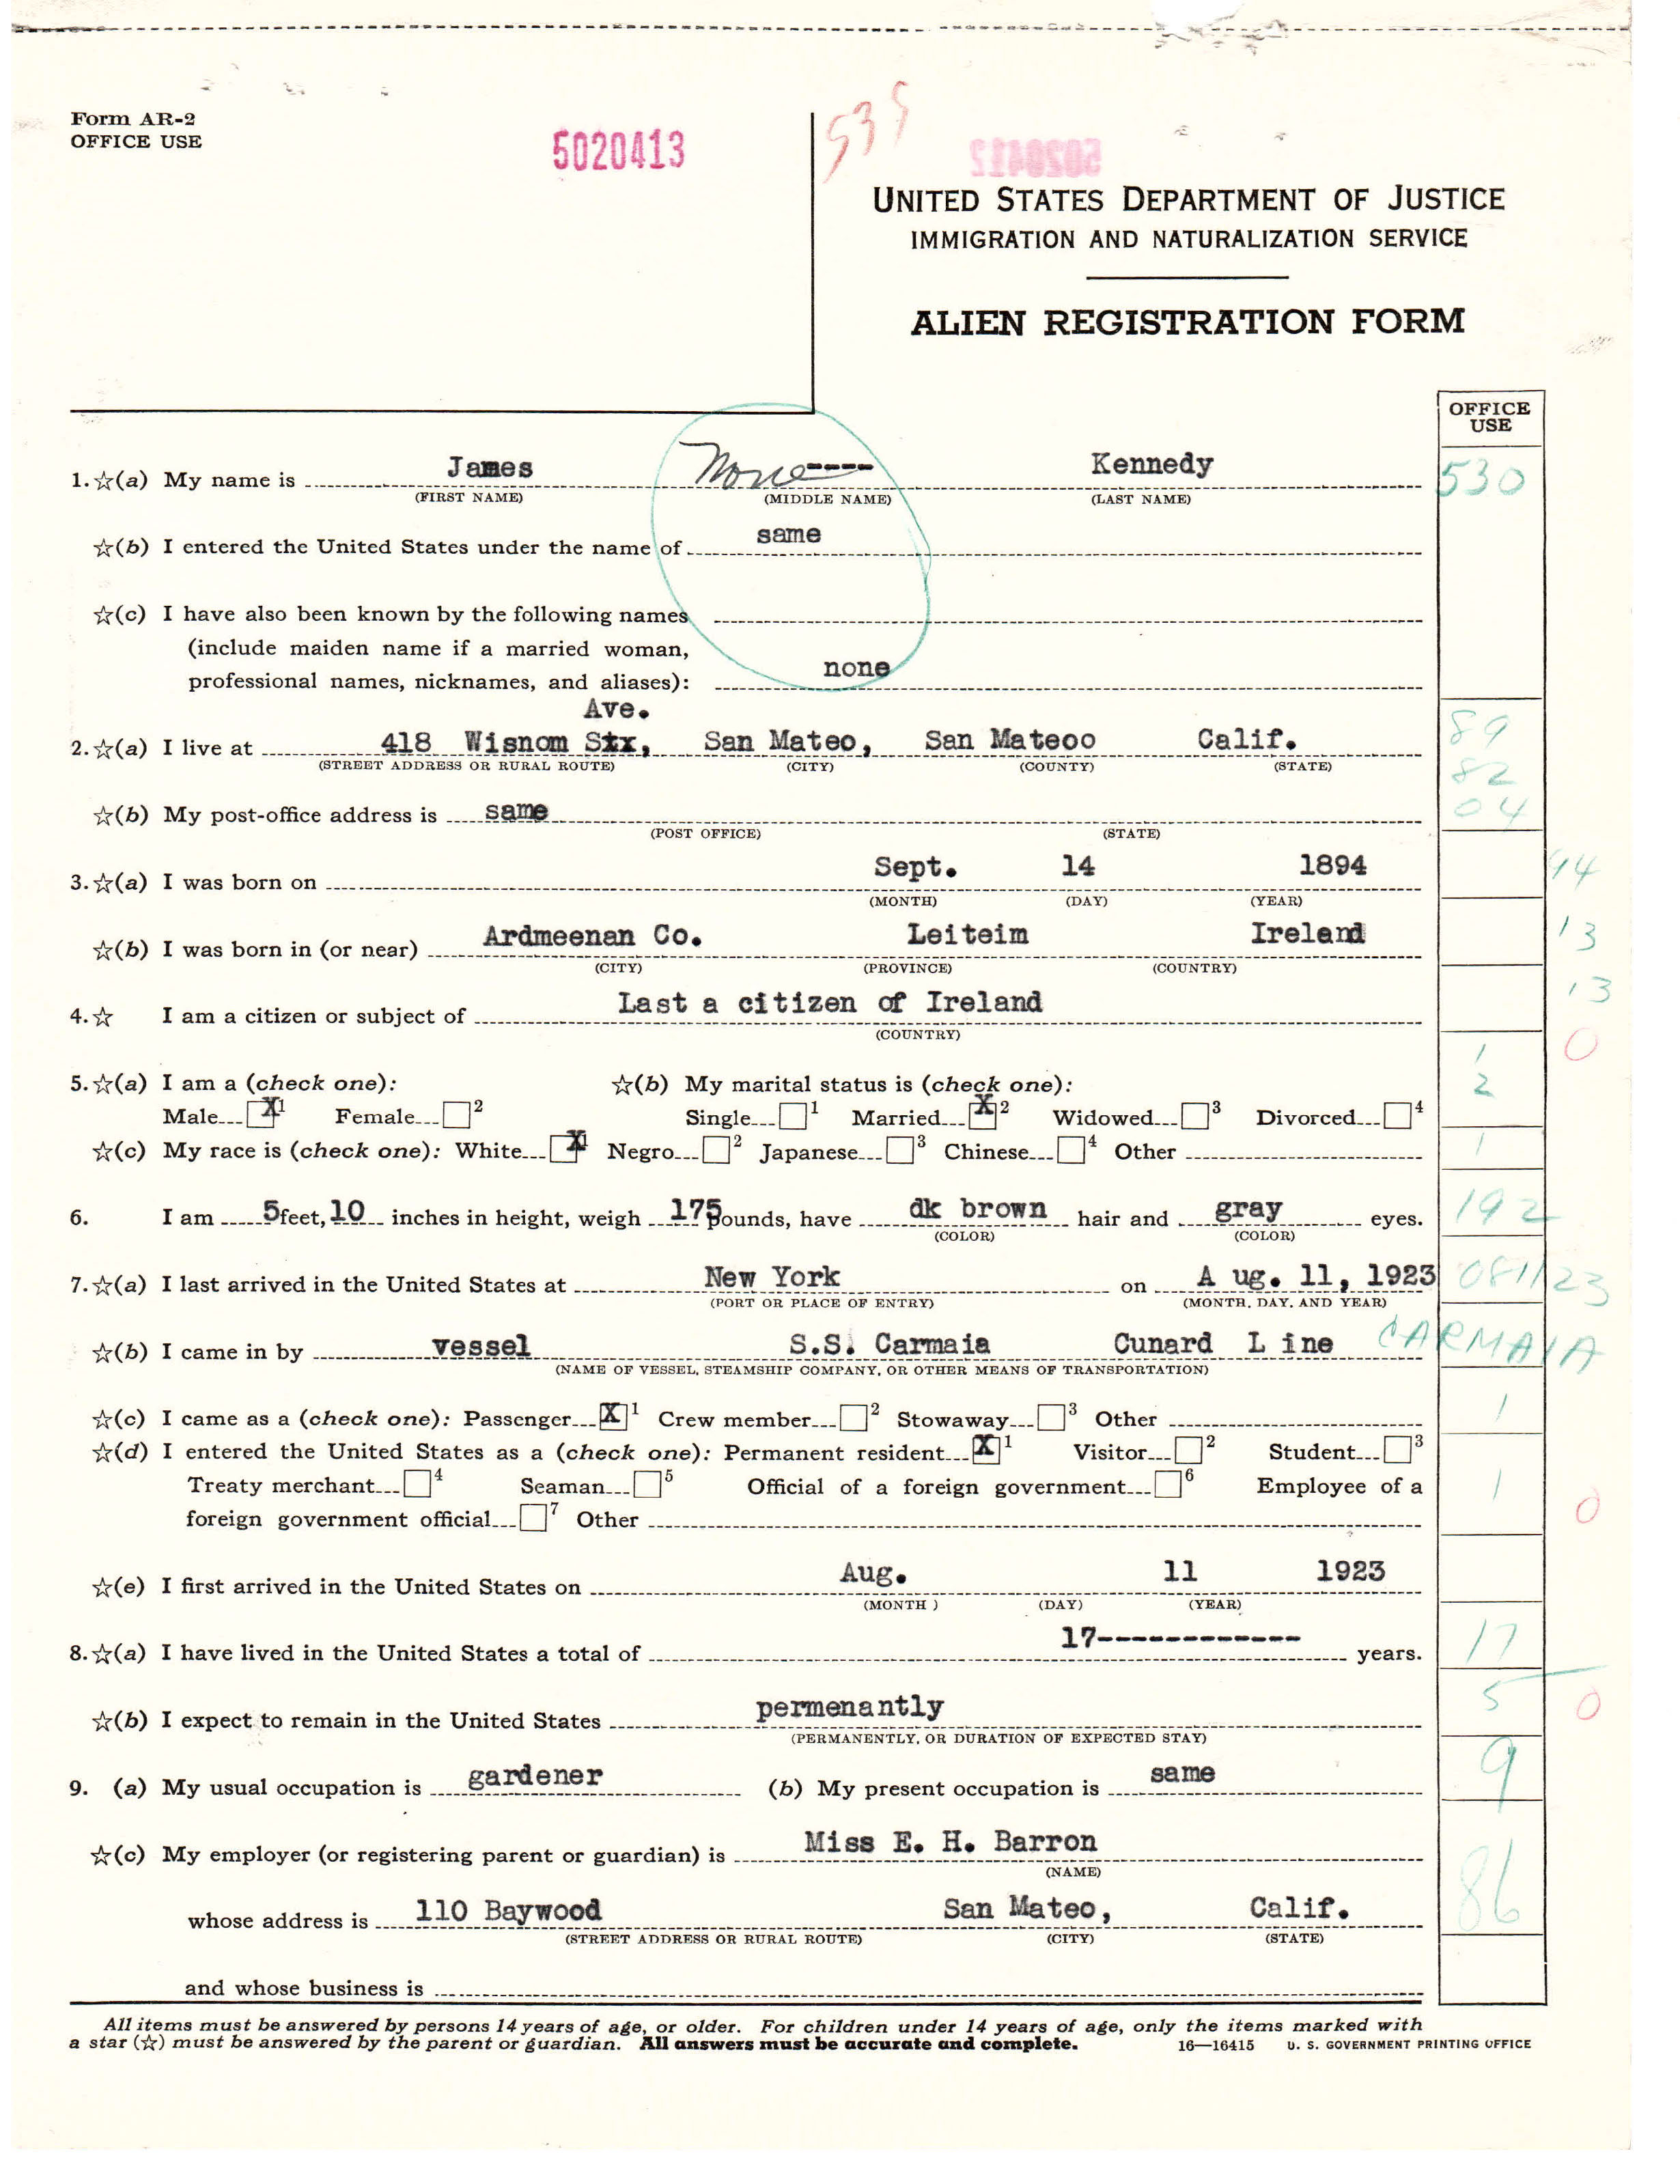 Form AR-2
OFFICE USE
5020413
535
UNITED STATES DEPARTMENT OF JUSTICE
IMMIGRATION AND NATURALIZATION SERVICE
ALIEN REGISTRATION FORM
OFFICE USE
1. ☆(a) My name is James None ---- Kennedy 530
(FIRST NAME) (MIDDLE NAME) (LAST NAME)
☆(b) I entered the United States under the name of same
☆(c) I have also been known by the following names
(include maiden name if a married woman,
professional names, nicknames, and aliases): none
Ave.
2. ☆(a) I live at 418 Wisnom Stx, San Mateo, San Mateoo Calif. 89
(STREET ADDRESS OR RURAL ROUTE) (CITY) (COUNTY) (STATE) 82
☆(b) My post-office address is same 04
(POST OFFICE) (STATE)
3. ☆(a) I was born on Sept. 14 1894 94
(MONTH) (DAY) (YEAR)
☆(b) I was born in (or near) Ardmeenan Co. Leiteim Ireland 13
(CITY) (PROVINCE) (COUNTRY)
4. ☆ I am a citizen or subject of Last a citizen of Ireland 13
(COUNTRY) 0
5. ☆(a) I am a (check one): ☆(b) My marital status is (check one): 1
Male X 1 Female 2 Single 1 Married X 2 Widowed 3 Divorced 4 2
☆(c) My race is (check one): White X 1 Negro 2 Japanese 3 Chinese 4 Other 1
6. I am 5 feet, 10 inches in height, weigh 175 pounds, have dk brown hair and gray eyes. 192
(COLOR) (COLOR)
7. ☆(a) I last arrived in the United States at New York on A ug. 11, 1923 081123
(PORT OR PLACE OF ENTRY) (MONTH, DAY, AND YEAR)
☆(b) I came in by vessel S.S. Carmaia Cunard L ine CARMAIA
(NAME OF VESSEL, STEAMSHIP COMPANY, OR OTHER MEANS OF TRANSPORTATION)
☆(c) I came as a (check one): Passenger X 1 Crew member 2 Stowaway 3 Other 1
☆(d) I entered the United States as a (check one): Permanent resident X 1 Visitor 2 Student 3
Treaty merchant 4 Seaman 5 Official of a foreign government 6 Employee of a 1
foreign government official 7 Other 0
☆(e) I first arrived in the United States on Aug. 11 1923
(MONTH ) (DAY) (YEAR)
8. ☆(a) I have lived in the United States a total of 17------------- years. 17
☆(b) I expect to remain in the United States permenantly 5 0
(PERMANENTLY, OR DURATION OF EXPECTED STAY)
9. (a) My usual occupation is gardener (b) My present occupation is same 9
☆(c) My employer (or registering parent or guardian) is Miss E. H. Barron
(NAME) 86
whose address is 110 Baywood San Mateo, Calif.
(STREET ADDRESS OR RURAL ROUTE) (CITY) (STATE)
and whose business is
All items must be answered by persons 14 years of age, or older. For children under 14 years of age, only the items marked with
a star (☆) must be answered by the parent or guardian. All answers must be accurate and complete. 16—16415 U. S. GOVERNMENT PRINTING OFFICE